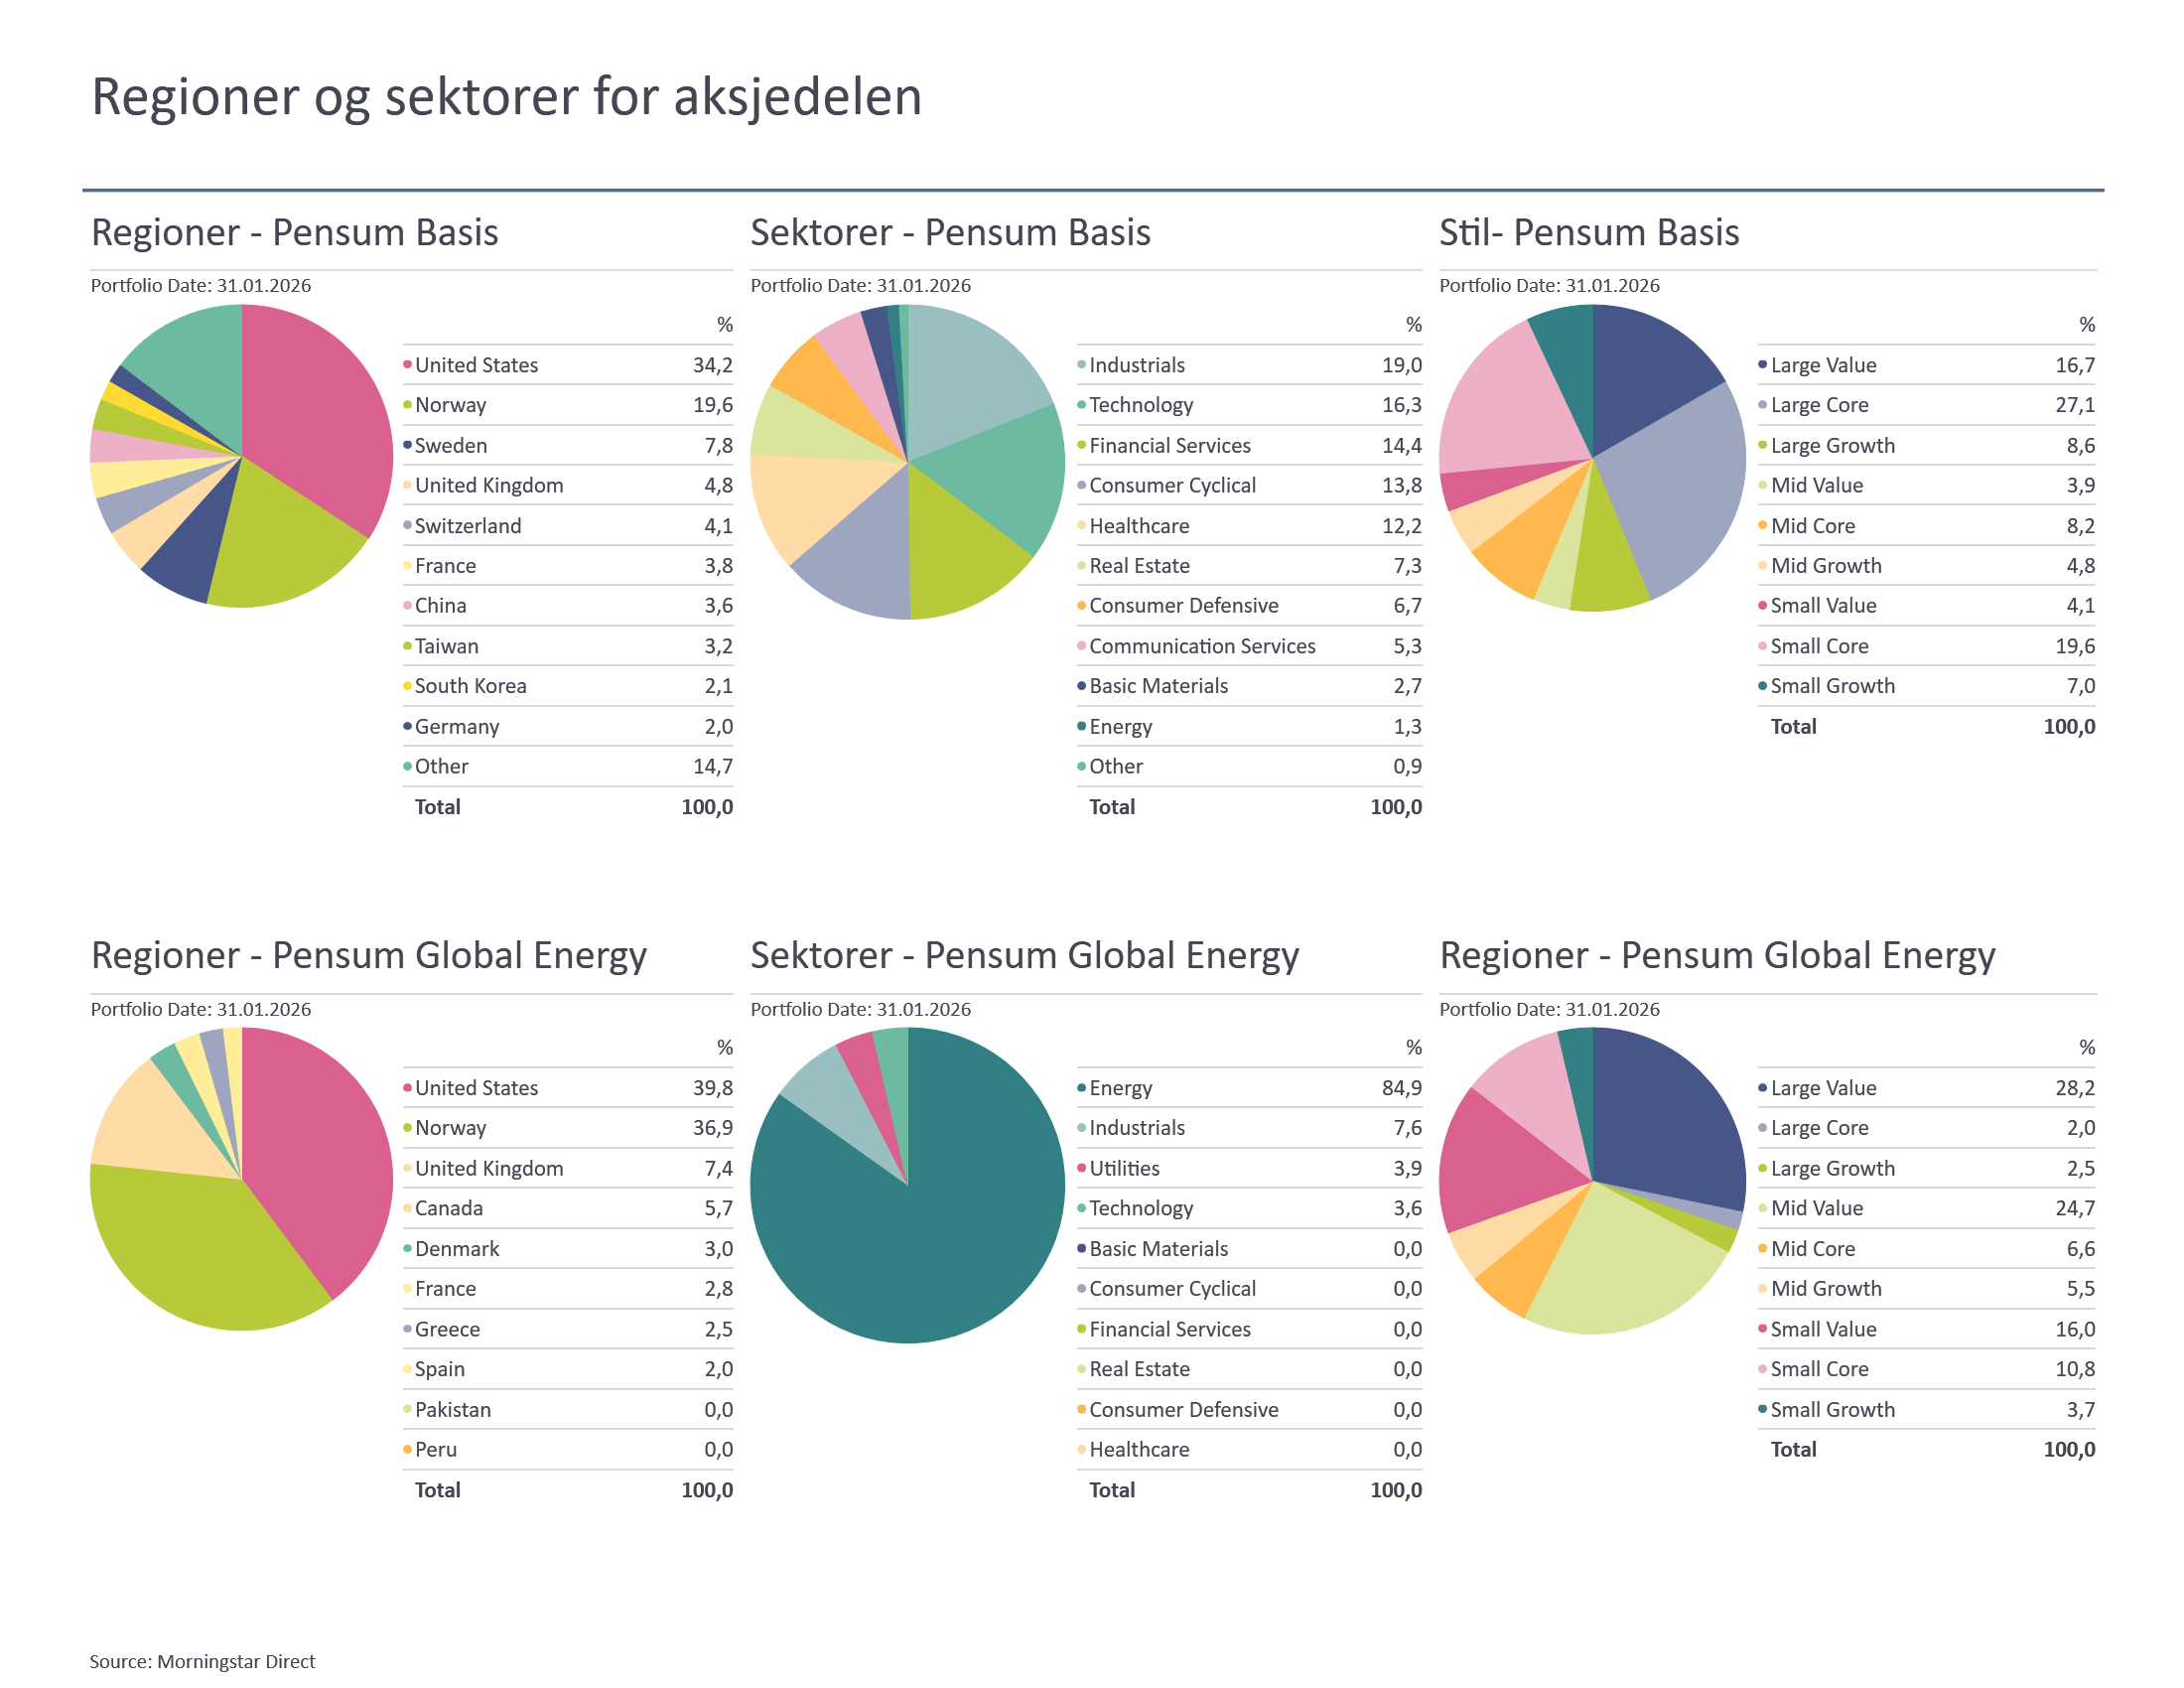 Regioner og sektorer for aksjedelen
Regioner - Pensum Basis
Portfolio Date: 31.01.2026
%
United States 34,2
Norway 19,6
Sweden 7,8
United Kingdom 4,8
Switzerland 4,1
France 3,8
China 3,6
Taiwan 3,2
South Korea 2,1
Germany 2,0
Other 14,7
Total 100,0
Sektorer - Pensum Basis
Portfolio Date: 31.01.2026
%
Industrials 19,0
Technology 16,3
Financial Services 14,4
Consumer Cyclical 13,8
Healthcare 12,2
Real Estate 7,3
Consumer Defensive 6,7
Communication Services 5,3
Basic Materials 2,7
Energy 1,3
Other 0,9
Total 100,0
Stil- Pensum Basis
Portfolio Date: 31.01.2026
%
Large Value 16,7
Large Core 27,1
Large Growth 8,6
Mid Value 3,9
Mid Core 8,2
Mid Growth 4,8
Small Value 4,1
Small Core 19,6
Small Growth 7,0
Total 100,0
Regioner - Pensum Global Energy
Portfolio Date: 31.01.2026
%
United States 39,8
Norway 36,9
United Kingdom 7,4
Canada 5,7
Denmark 3,0
France 2,8
Greece 2,5
Spain 2,0
Pakistan 0,0
Peru 0,0
Total 100,0
Sektorer - Pensum Global Energy
Portfolio Date: 31.01.2026
%
Energy 84,9
Industrials 7,6
Utilities 3,9
Technology 3,6
Basic Materials 0,0
Consumer Cyclical 0,0
Financial Services 0,0
Real Estate 0,0
Consumer Defensive 0,0
Healthcare 0,0
Total 100,0
Regioner - Pensum Global Energy
Portfolio Date: 31.01.2026
%
Large Value 28,2
Large Core 2,0
Large Growth 2,5
Mid Value 24,7
Mid Core 6,6
Mid Growth 5,5
Small Value 16,0
Small Core 10,8
Small Growth 3,7
Total 100,0
Source: Morningstar Direct